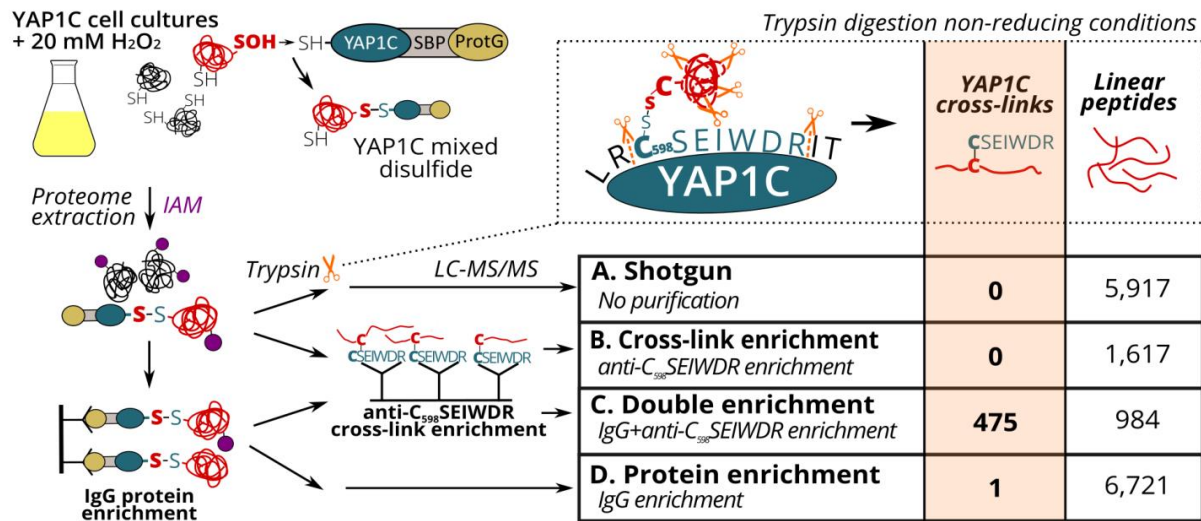 YAP1C cell cultures
+ 20 mM H₂O₂
SOH
SH
YAP1C
SBP
ProtG
SH
SH
SH
SH
S-S
SH
YAP1C mixed
disulfide
Proteome
extraction
IAM
Trypsin
LC-MS/MS
S-S
Trypsin digestion non-reducing conditions
C
S
S
LRC₅₉₈SEIWDRIT
YAP1C
YAP1C
cross-links
CSEIWDR
C
Linear
peptides
A. Shotgun
No purification
0
5,917
B. Cross-link enrichment
anti-C₅₉₈SEIWDR enrichment
0
1,617
C. Double enrichment
IgG+anti-C₅₉₈SEIWDR enrichment
475
984
D. Protein enrichment
IgG enrichment
1
6,721
C C C
CSEIWDR CSEIWDR CSEIWDR
anti-C₅₉₈SEIWDR
cross-link enrichment
S-S
S-S
IgG protein
enrichment